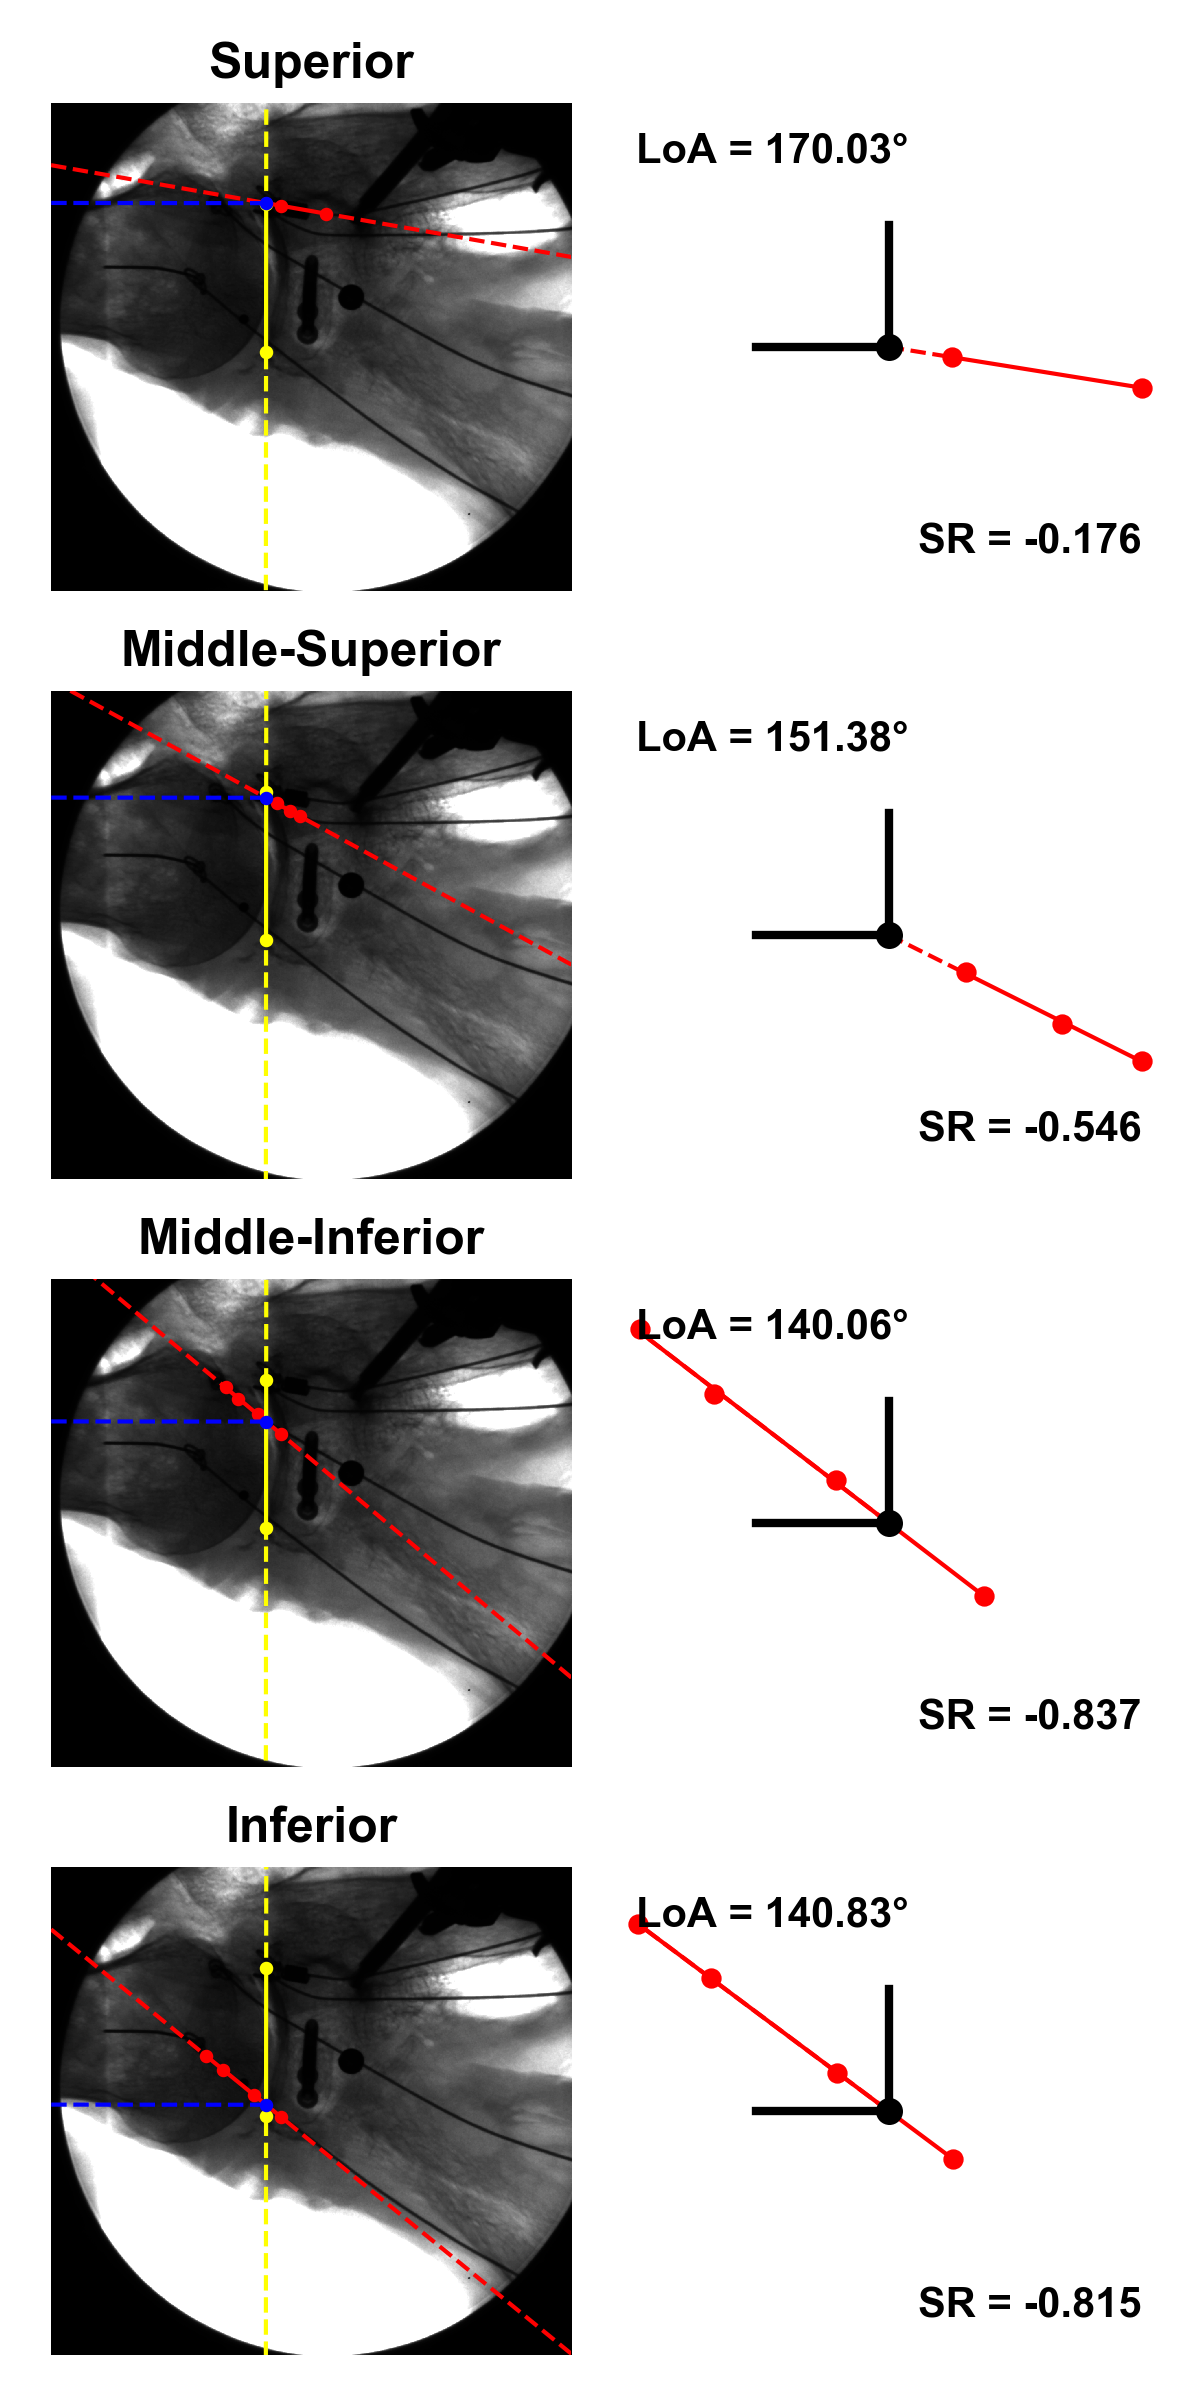 Superior
LoA = 170.03°
SR = -0.176
Middle-Superior
LoA = 151.38°
SR = -0.546
Middle-Inferior
LoA = 140.06°
SR = -0.837
Inferior
LoA = 140.83°
SR = -0.815